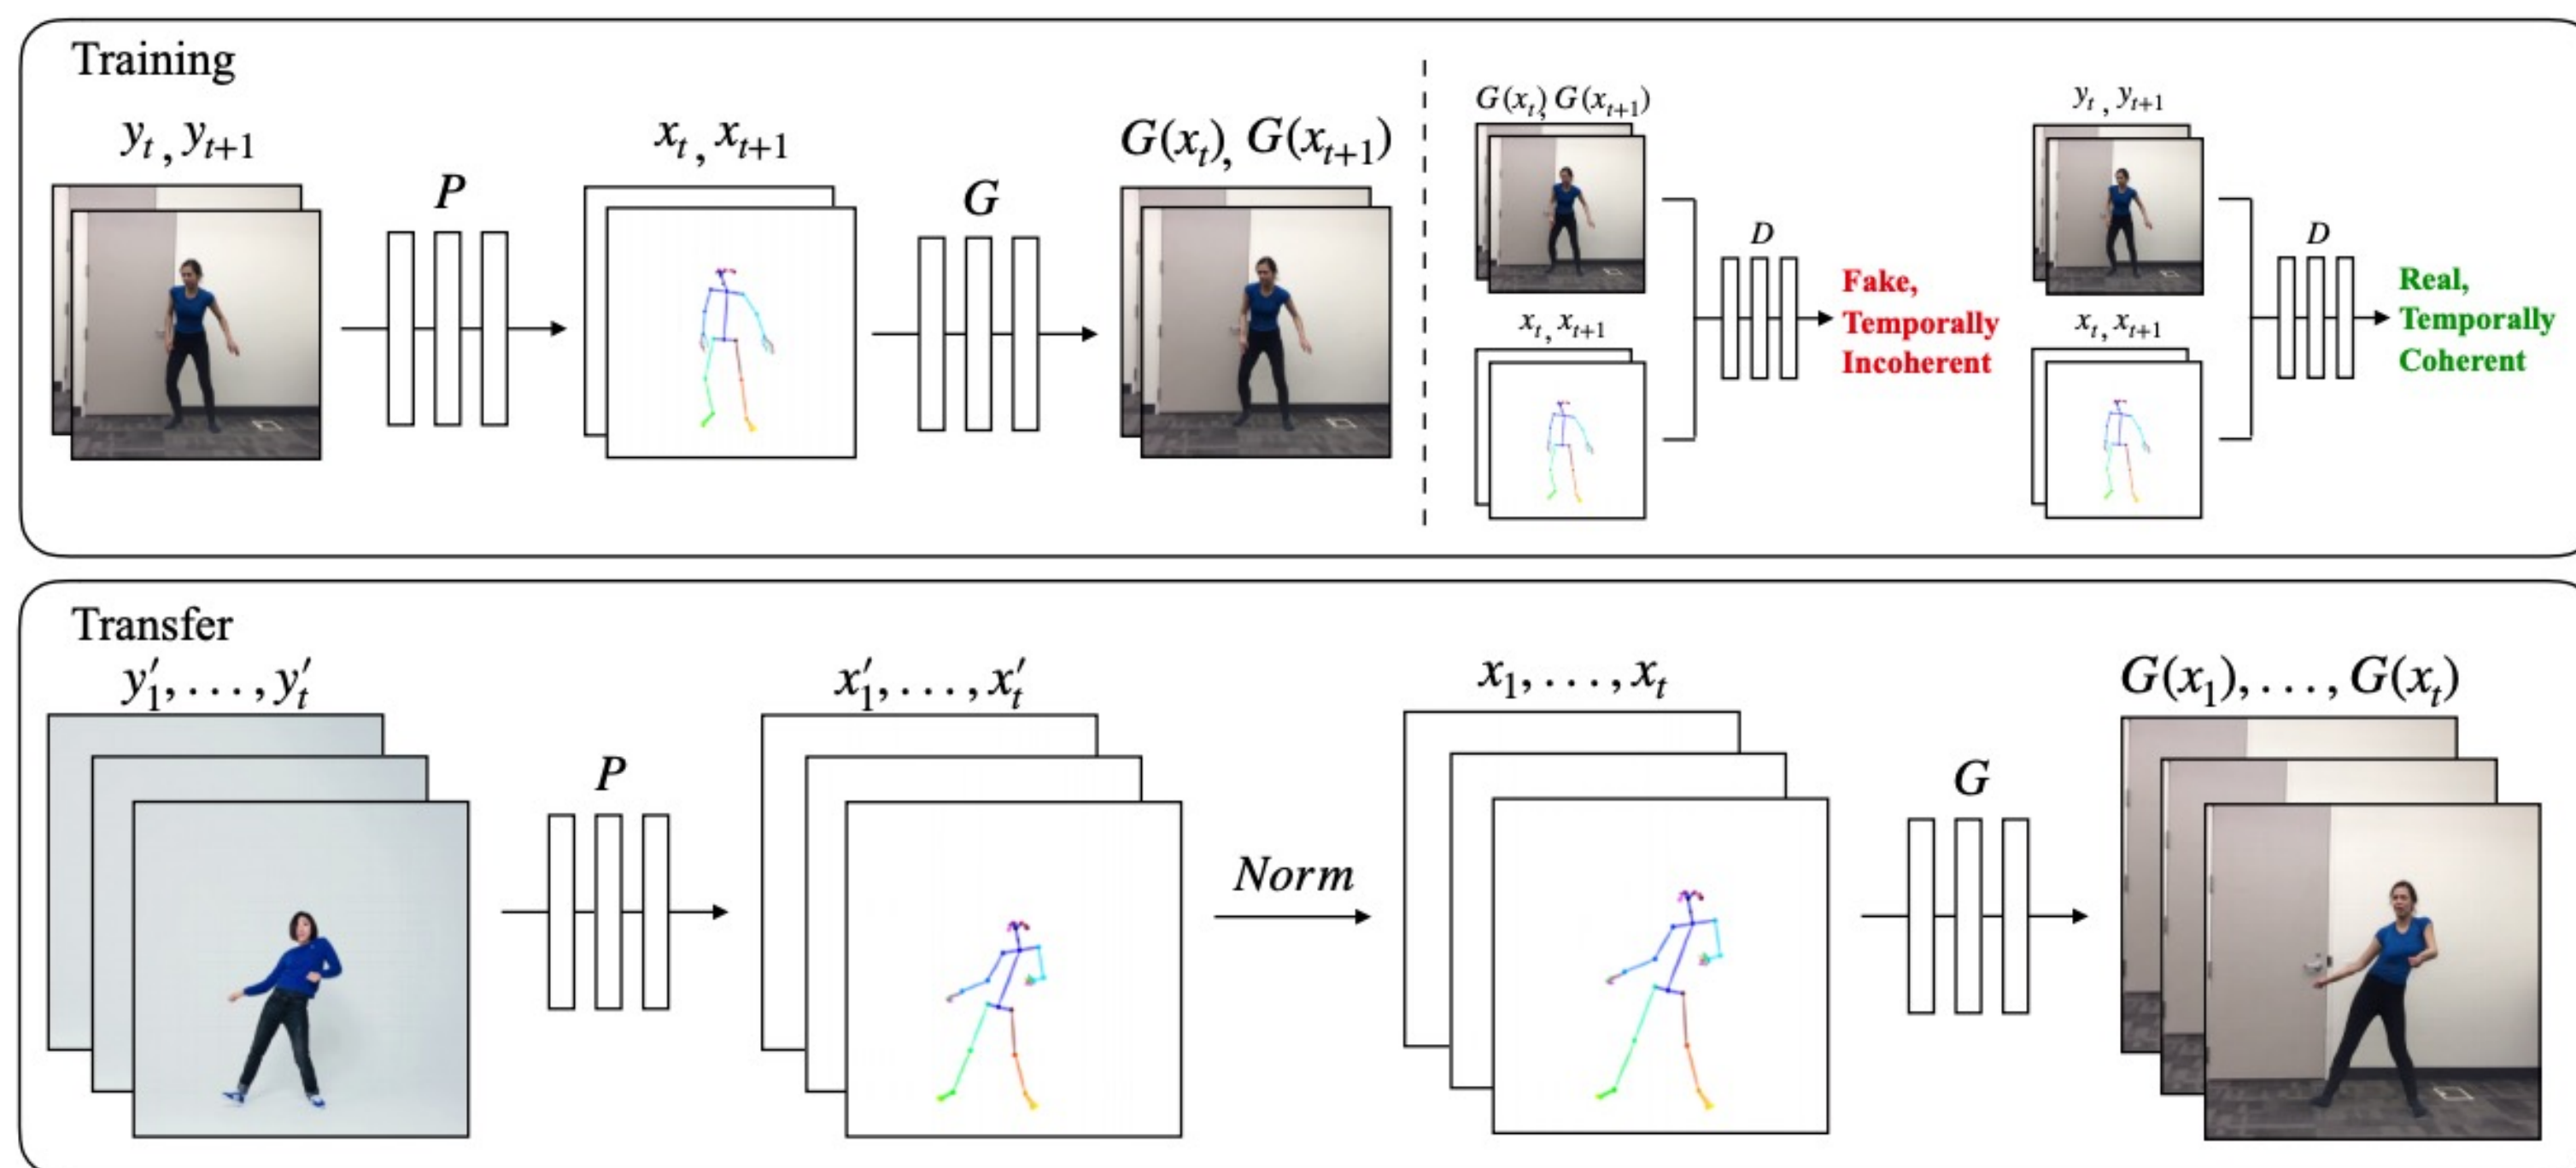 Training
y_t, y_{t+1}
P
x_t, x_{t+1}
G
G(x_t), G(x_{t+1})
G(x_t), G(x_{t+1})
x_t, x_{t+1}
D
Fake,
Temporally
Incoherent
y_t, y_{t+1}
x_t, x_{t+1}
D
Real,
Temporally
Coherent
Transfer
y′_1, . . . , y′_t
P
x′_1, . . . , x′_t
Norm
x_1, . . . , x_t
G
G(x_1), . . . , G(x_t)